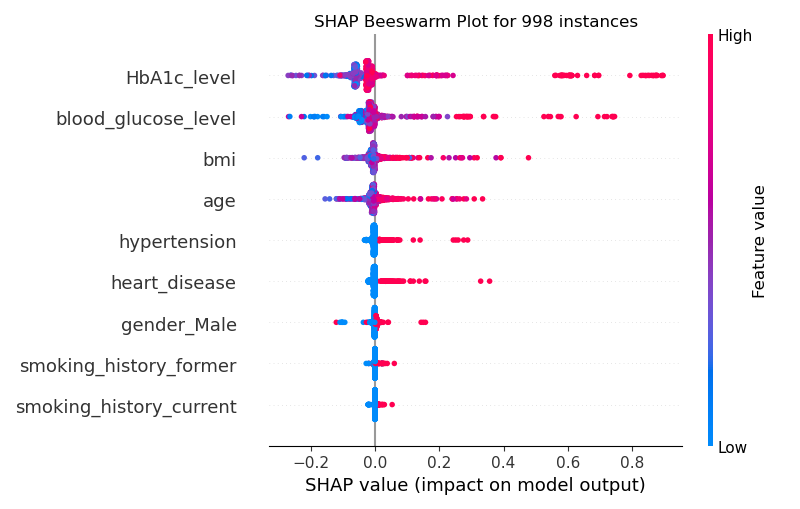 SHAP Beeswarm Plot for 998 instances
High
HbA1c_level
blood_glucose_level
bmi
age
hypertension
heart_disease
gender_Male
smoking_history_former
smoking_history_current
Feature value
Low
−0.2 0.0 0.2 0.4 0.6 0.8
SHAP value (impact on model output)